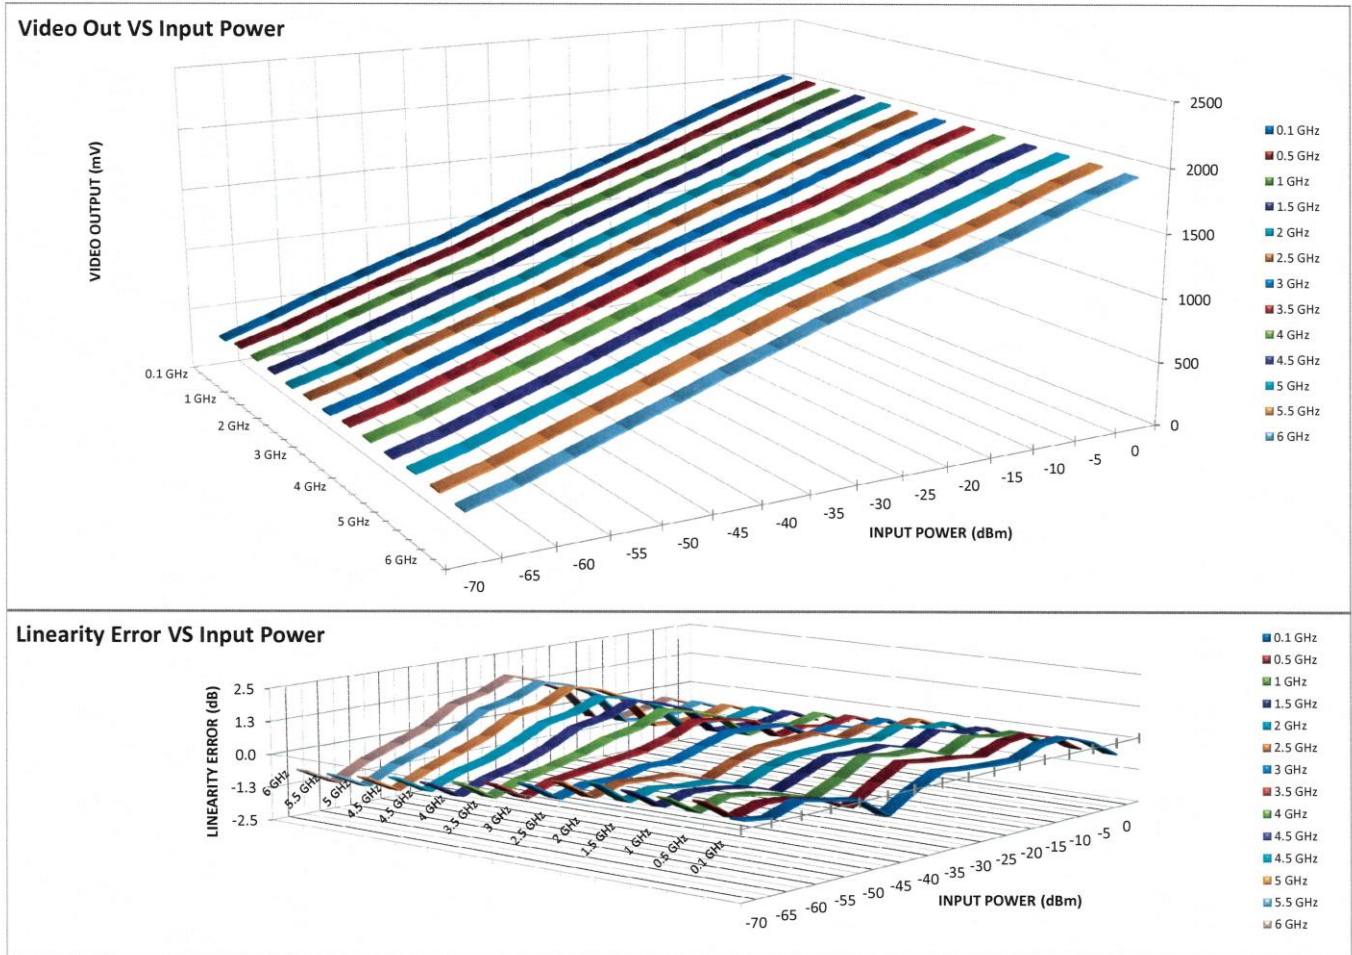 Video Out VS Input Power
VIDEO OUTPUT (mV)
2500
2000
1500
1000
500
0
0.1 GHz
1 GHz
2 GHz
3 GHz
4 GHz
5 GHz
6 GHz
-70
-65
-60
-55
-50
-45
-40
-35
-30
-25
-20
-15
-10
-5
0
INPUT POWER (dBm)
0.1 GHz
0.5 GHz
1 GHz
1.5 GHz
2 GHz
2.5 GHz
3 GHz
3.5 GHz
4 GHz
4.5 GHz
5 GHz
5.5 GHz
6 GHz
Linearity Error VS Input Power
LINEARITY ERROR (dB)
2.5
1.3
0.0
-1.3
-2.5
6 GHz
5.5 GHz
5 GHz
4.5 GHz
4.5 GHz
4 GHz
3.5 GHz
3 GHz
2.5 GHz
2 GHz
1.5 GHz
1 GHz
0.5 GHz
0.1 GHz
-70
-65
-60
-55
-50
-45
-40
-35
-30
-25
-20
-15
-10
-5
0
INPUT POWER (dBm)
0.1 GHz
0.5 GHz
1 GHz
1.5 GHz
2 GHz
2.5 GHz
3 GHz
3.5 GHz
4 GHz
4.5 GHz
4.5 GHz
5 GHz
5.5 GHz
6 GHz